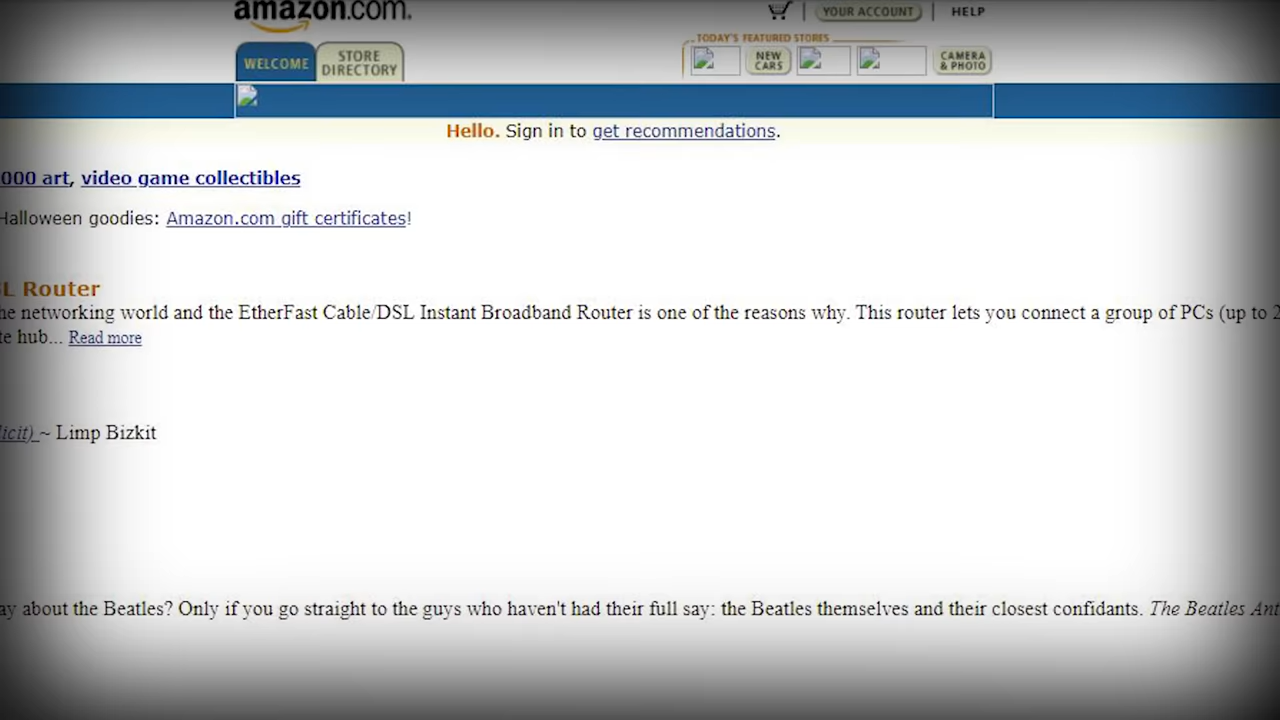 amazon.com.
YOUR ACCOUNT | HELP
TODAY'S FEATURED STORES
WELCOME
STORE DIRECTORY
NEW CARS
CAMERA & PHOTO
Hello. Sign in to get recommendations.
000 art, video game collectibles
Halloween goodies: Amazon.com gift certificates!
L Router
networking world and the EtherFast Cable/DSL Instant Broadband Router is one of the reasons why. This router lets you connect a group of PCs (up to 2
hub... Read more
~ Limp Bizkit
about the Beatles? Only if you go straight to the guys who haven't had their full say: the Beatles themselves and their closest confidants. The Beatles Ant